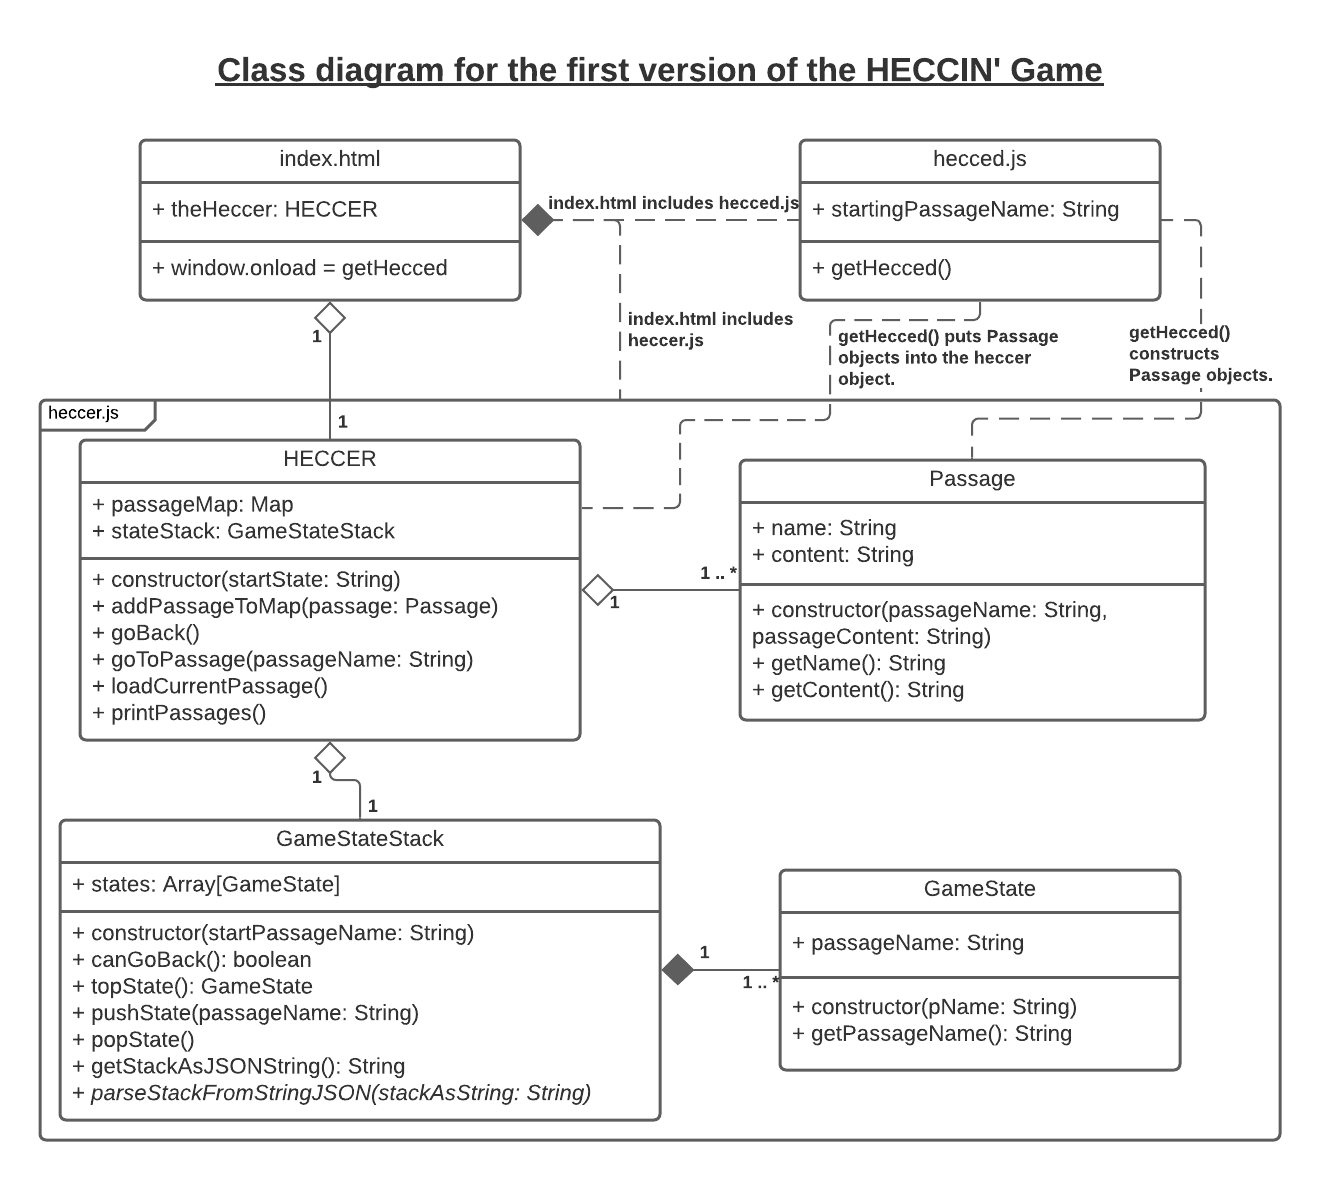 Class diagram for the first version of the HECCIN' Game
index.html
+ theHeccer: HECCER
+ window.onload = getHecced
hecced.js
+ startingPassageName: String
+ getHecced()
index.html includes hecced.js
index.html includes
heccer.js
getHecced() puts Passage
objects into the heccer
object.
getHecced()
constructs
Passage objects.
1
1
heccer.js
HECCER
+ passageMap: Map
+ stateStack: GameStateStack
+ constructor(startState: String)
+ addPassageToMap(passage: Passage)
+ goBack()
+ goToPassage(passageName: String)
+ loadCurrentPassage()
+ printPassages()
1 .. *
1
Passage
+ name: String
+ content: String
+ constructor(passageName: String,
passageContent: String)
+ getName(): String
+ getContent(): String
1
1
GameStateStack
+ states: Array[GameState]
+ constructor(startPassageName: String)
+ canGoBack(): boolean
+ topState(): GameState
+ pushState(passageName: String)
+ popState()
+ getStackAsJSONString(): String
+ parseStackFromStringJSON(stackAsString: String)
1
1 .. *
GameState
+ passageName: String
+ constructor(pName: String)
+ getPassageName(): String